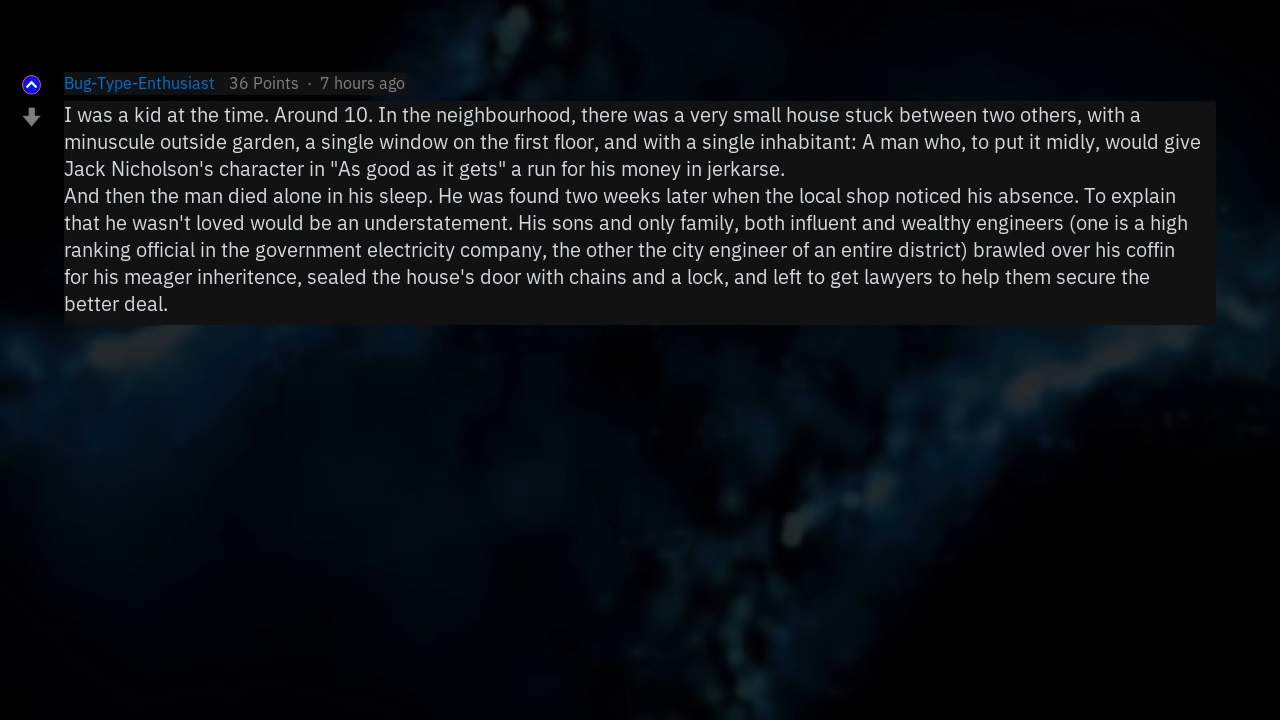 Bug-Type-Enthusiast 36 Points · 7 hours ago
I was a kid at the time. Around 10. In the neighbourhood, there was a very small house stuck between two others, with a
minuscule outside garden, a single window on the first floor, and with a single inhabitant: A man who, to put it midly, would give
Jack Nicholson's character in "As good as it gets" a run for his money in jerkarse.
And then the man died alone in his sleep. He was found two weeks later when the local shop noticed his absence. To explain
that he wasn't loved would be an understatement. His sons and only family, both influent and wealthy engineers (one is a high
ranking official in the government electricity company, the other the city engineer of an entire district) brawled over his coffin
for his meager inheritence, sealed the house's door with chains and a lock, and left to get lawyers to help them secure the
better deal.